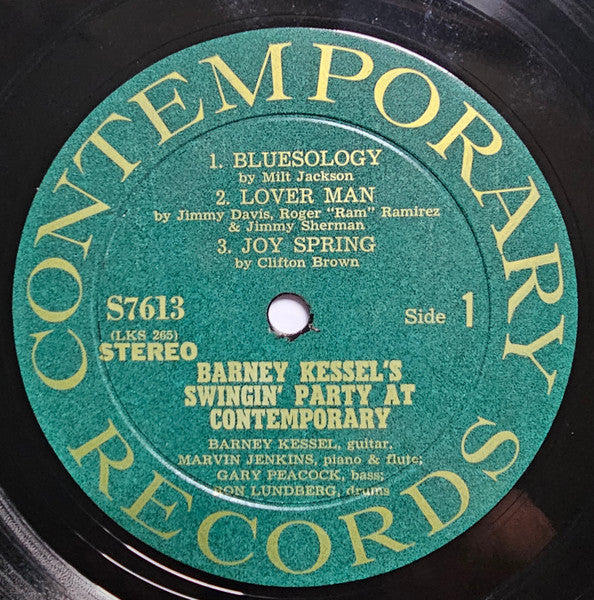 CONTEMPORARY
1. BLUESOLOGY
by Milt Jackson
2. LOVER MAN
by Jimmy Davis, Roger "Ram" Ramirez
& Jimmy Sherman
3. JOY SPRING
by Clifton Brown
S7613
(LKS 265)
STEREO
Side 1
BARNEY KESSEL'S
SWINGIN' PARTY AT
CONTEMPORARY
BARNEY KESSEL, guitar,
MARVIN JENKINS, piano & flute;
GARY PEACOCK, bass;
RON LUNDBERG, drums
RECORDS